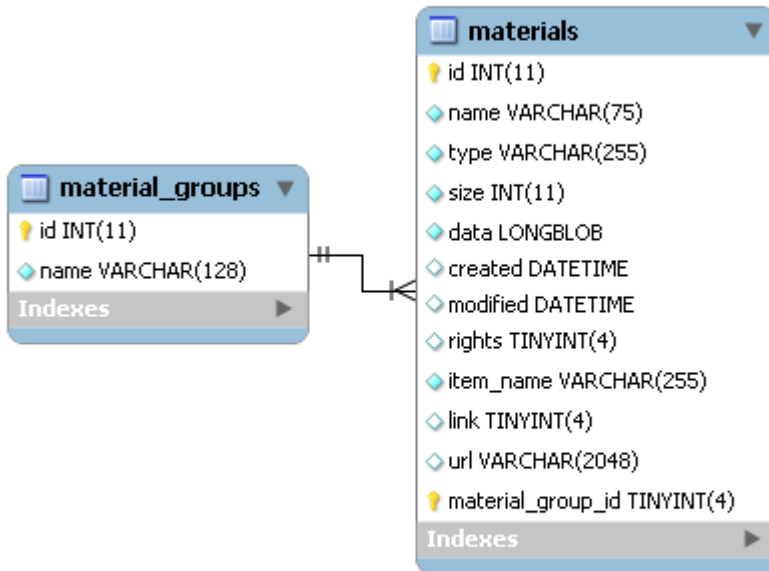 material_groups
id INT(11)
name VARCHAR(128)
Indexes
materials
id INT(11)
name VARCHAR(75)
type VARCHAR(255)
size INT(11)
data LONGBLOB
created DATETIME
modified DATETIME
rights TINYINT(4)
item_name VARCHAR(255)
link TINYINT(4)
url VARCHAR(2048)
material_group_id TINYINT(4)
Indexes